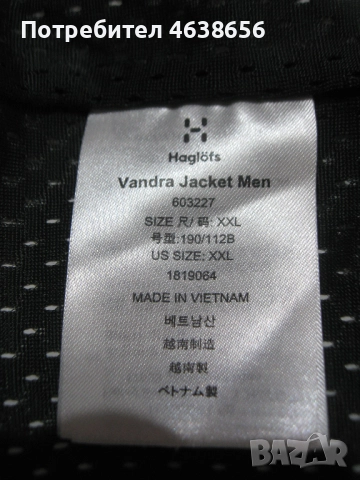 Потребител 4638656
Haglöfs
Vandra Jacket Men
603227
SIZE 尺/ 码: XXL
号型:190/112B
US SIZE: XXL
1819064
MADE IN VIETNAM
베트남산
越南制造
越南製
ベトナム製
BAZAR